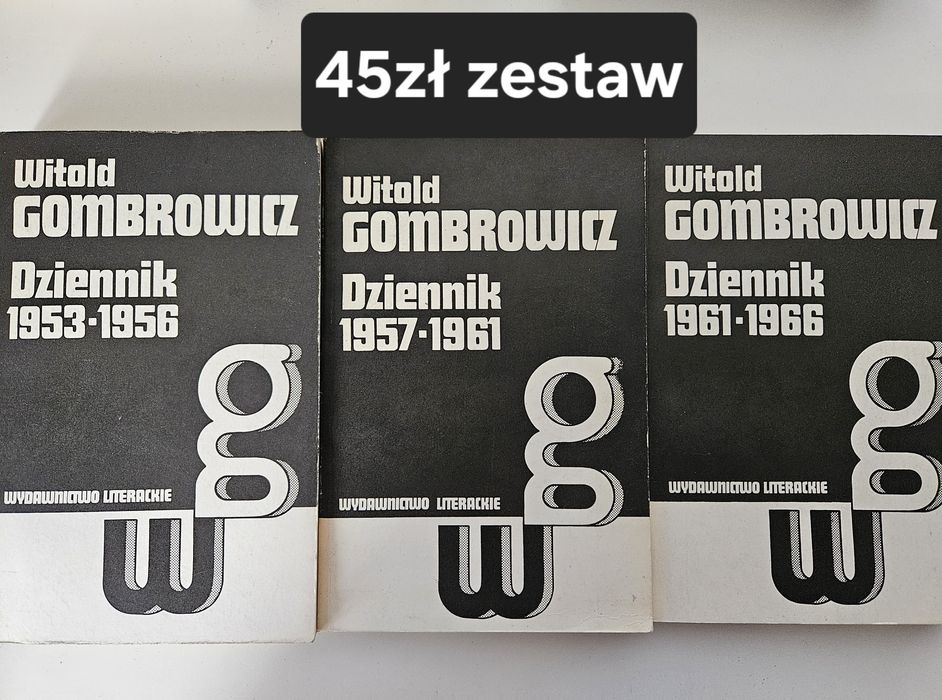 45zł zestaw
Witold
GOMBROWICZ
Dziennik
1953·1956
g
WYDAWNICTWO LITERACKIE
w
Witold
GOMBROWICZ
Dziennik
1957·1961
g
WYDAWNICTWO LITERACKIE
w
Witold
GOMBROWICZ
Dziennik
1961·1966
g
WYDAWNICTWO LITERACKIE
w